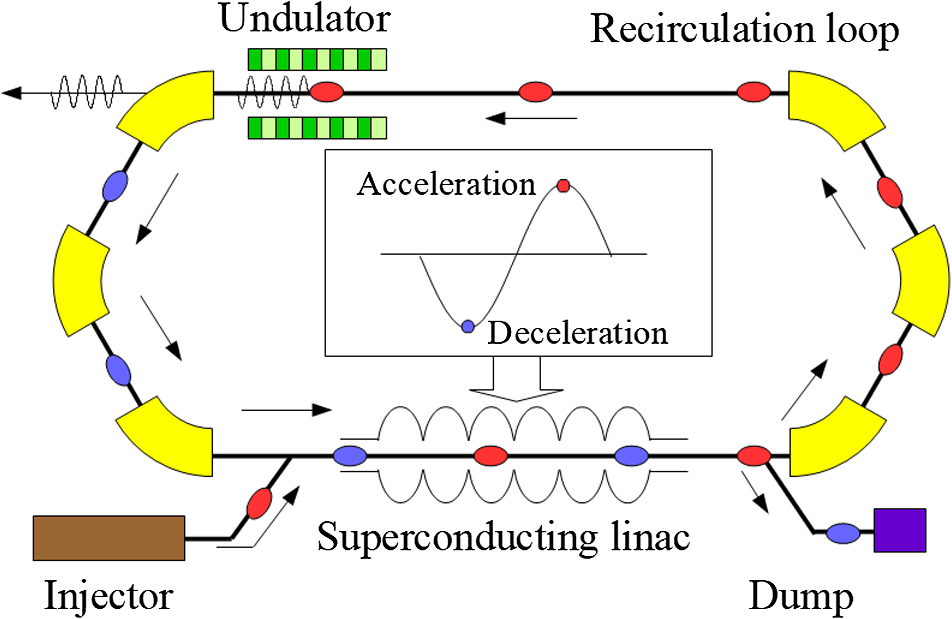 Undulator
Recirculation loop
Acceleration
Deceleration
Superconducting linac
Injector
Dump